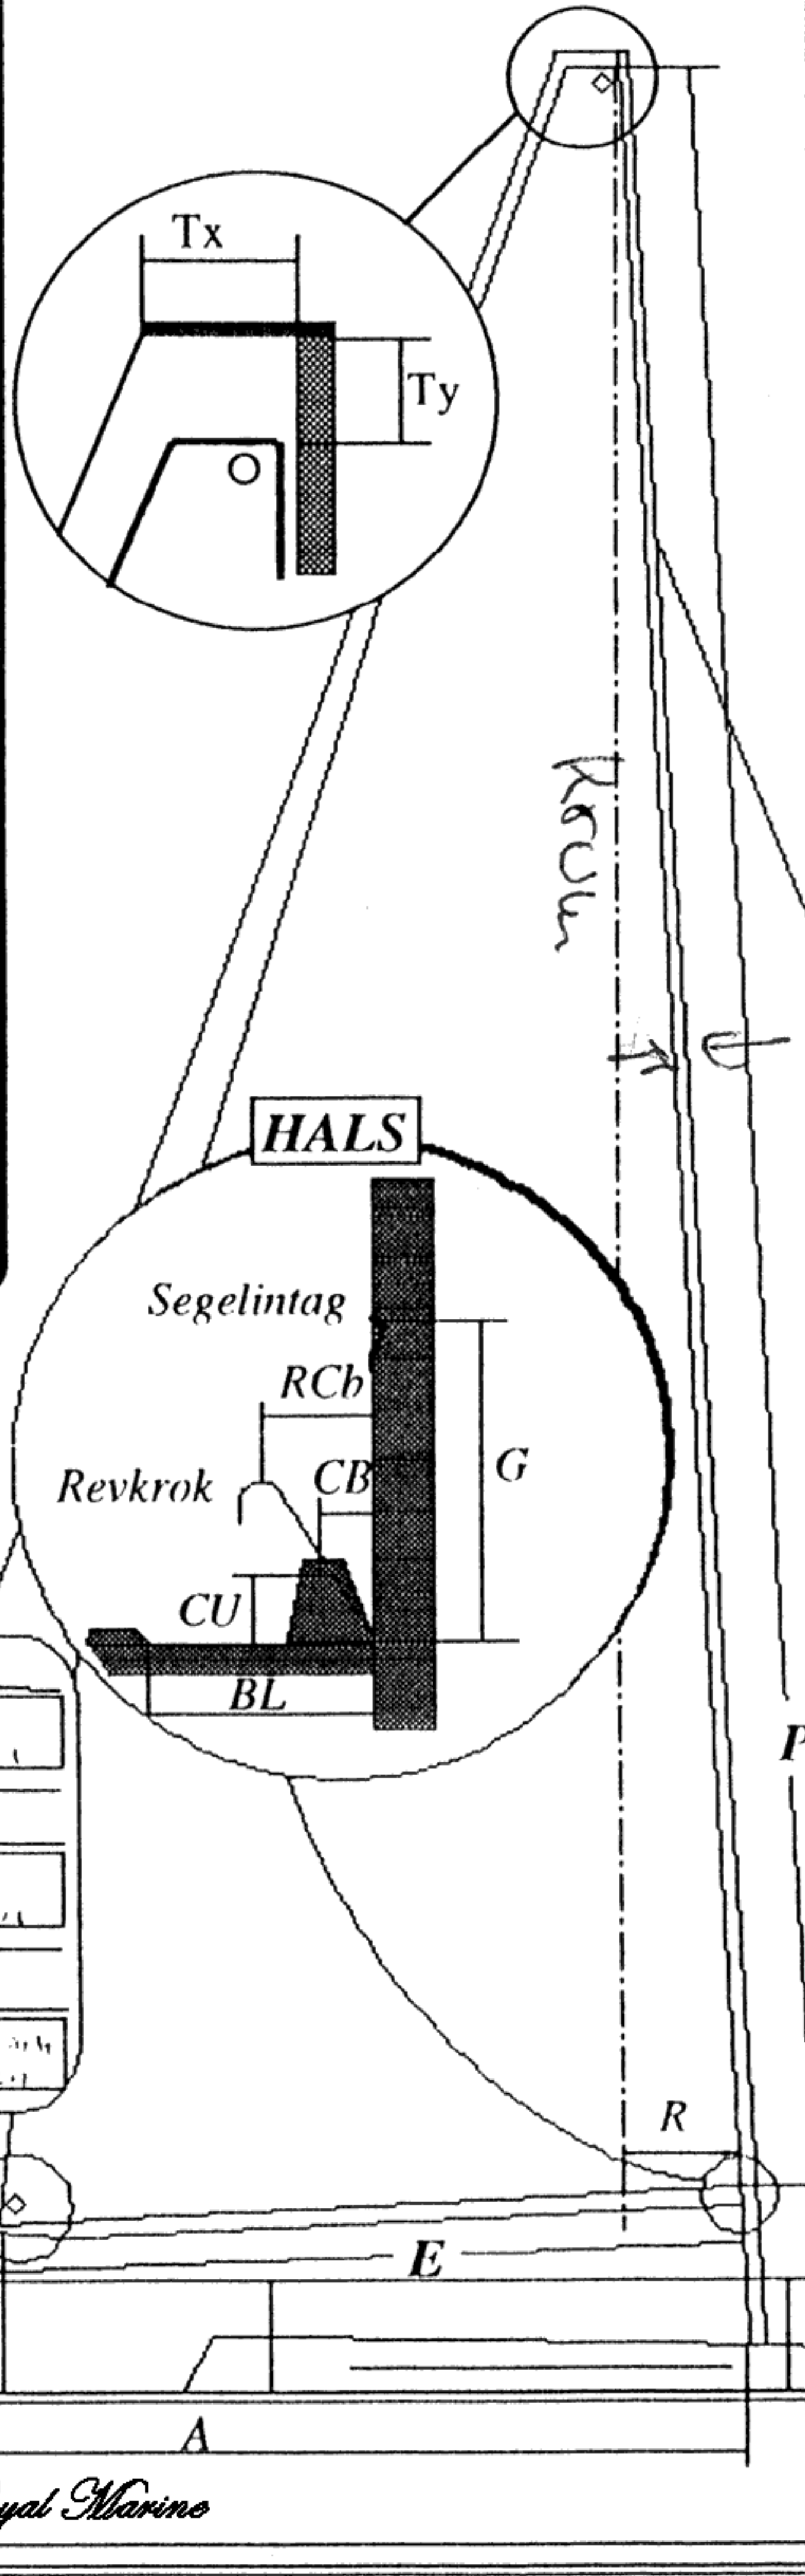 Tx
Ty
HALS
Segelintag
RCb
G
CB
Revkrok
CU
BL
P
R
E
A
yal Marine